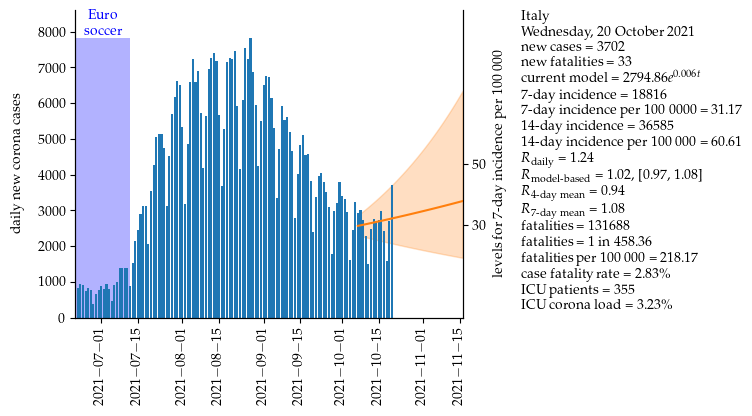 Euro
soccer
8000
7000
6000
5000
4000
3000
2000
1000
0
daily new corona cases
2021−07−01
2021−07−15
2021−08−01
2021−08−15
2021−09−01
2021−09−15
2021−10−01
2021−10−15
2021−11−01
2021−11−15
50
30
levels for 7-day incidence per 100 000
Italy
Wednesday, 20 October 2021
new cases = 3702
new fatalities = 33
current model = 2794.86e^0.006t
7-day incidence = 18816
7-day incidence per 100 0000 = 31.17
14-day incidence = 36585
14-day incidence per 100 000 = 60.61
R_daily = 1.24
R_model-based = 1.02, [0.97, 1.08]
R_4-day mean = 0.94
R_7-day mean = 1.08
fatalities = 131688
fatalities = 1 in 458.36
fatalities per 100 000 = 218.17
case fatality rate = 2.83%
ICU patients = 355
ICU corona load = 3.23%